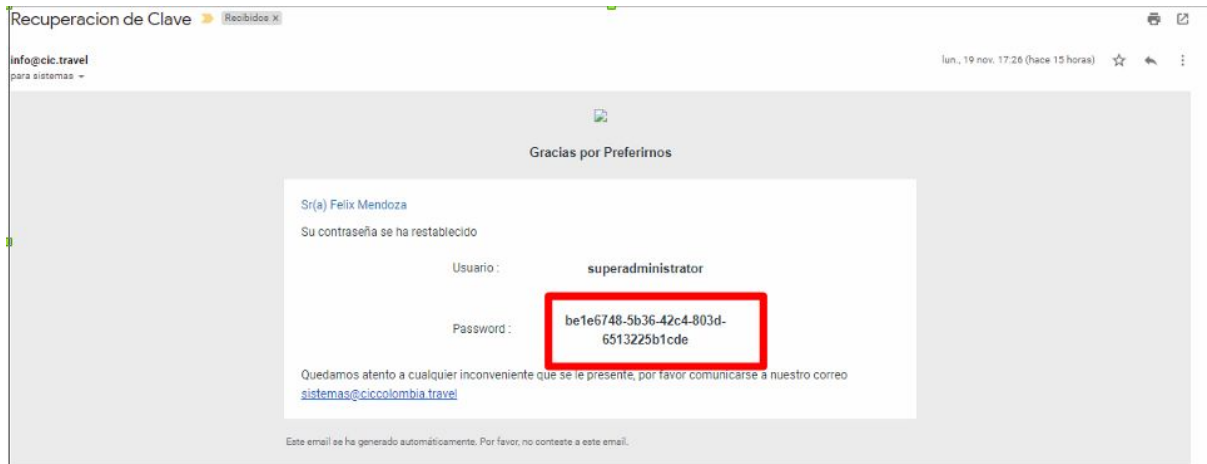 Recuperacion de Clave Recibidos x
info@cic.travel lun., 19 nov. 17:26 (hace 15 horas)
para sistemas
Gracias por Preferirnos
Sr(a) Felix Mendoza
Su contraseña se ha restablecido
Usuario : superadministrator
Password : be1e6748-5b36-42c4-803d-
6513225b1cde
Quedamos atento a cualquier inconveniente que se le presente, por favor comunicarse a nuestro correo
sistemas@ciccolombia.travel
Este email se ha generado automáticamente. Por favor, no conteste a este email.